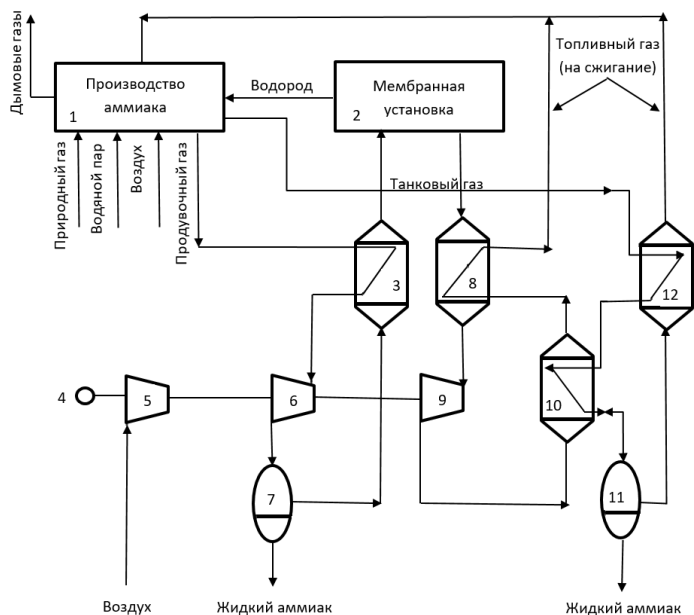 Дымовые газы
Производство
аммиака
1
Водород
Мембранная
установка
2
Топливный газ
(на сжигание)
Природный газ
Водяной пар
Воздух
Продувочный газ
Танковый газ
3
8
12
4
5
6
9
10
7
11
Воздух
Жидкий аммиак
Жидкий аммиак